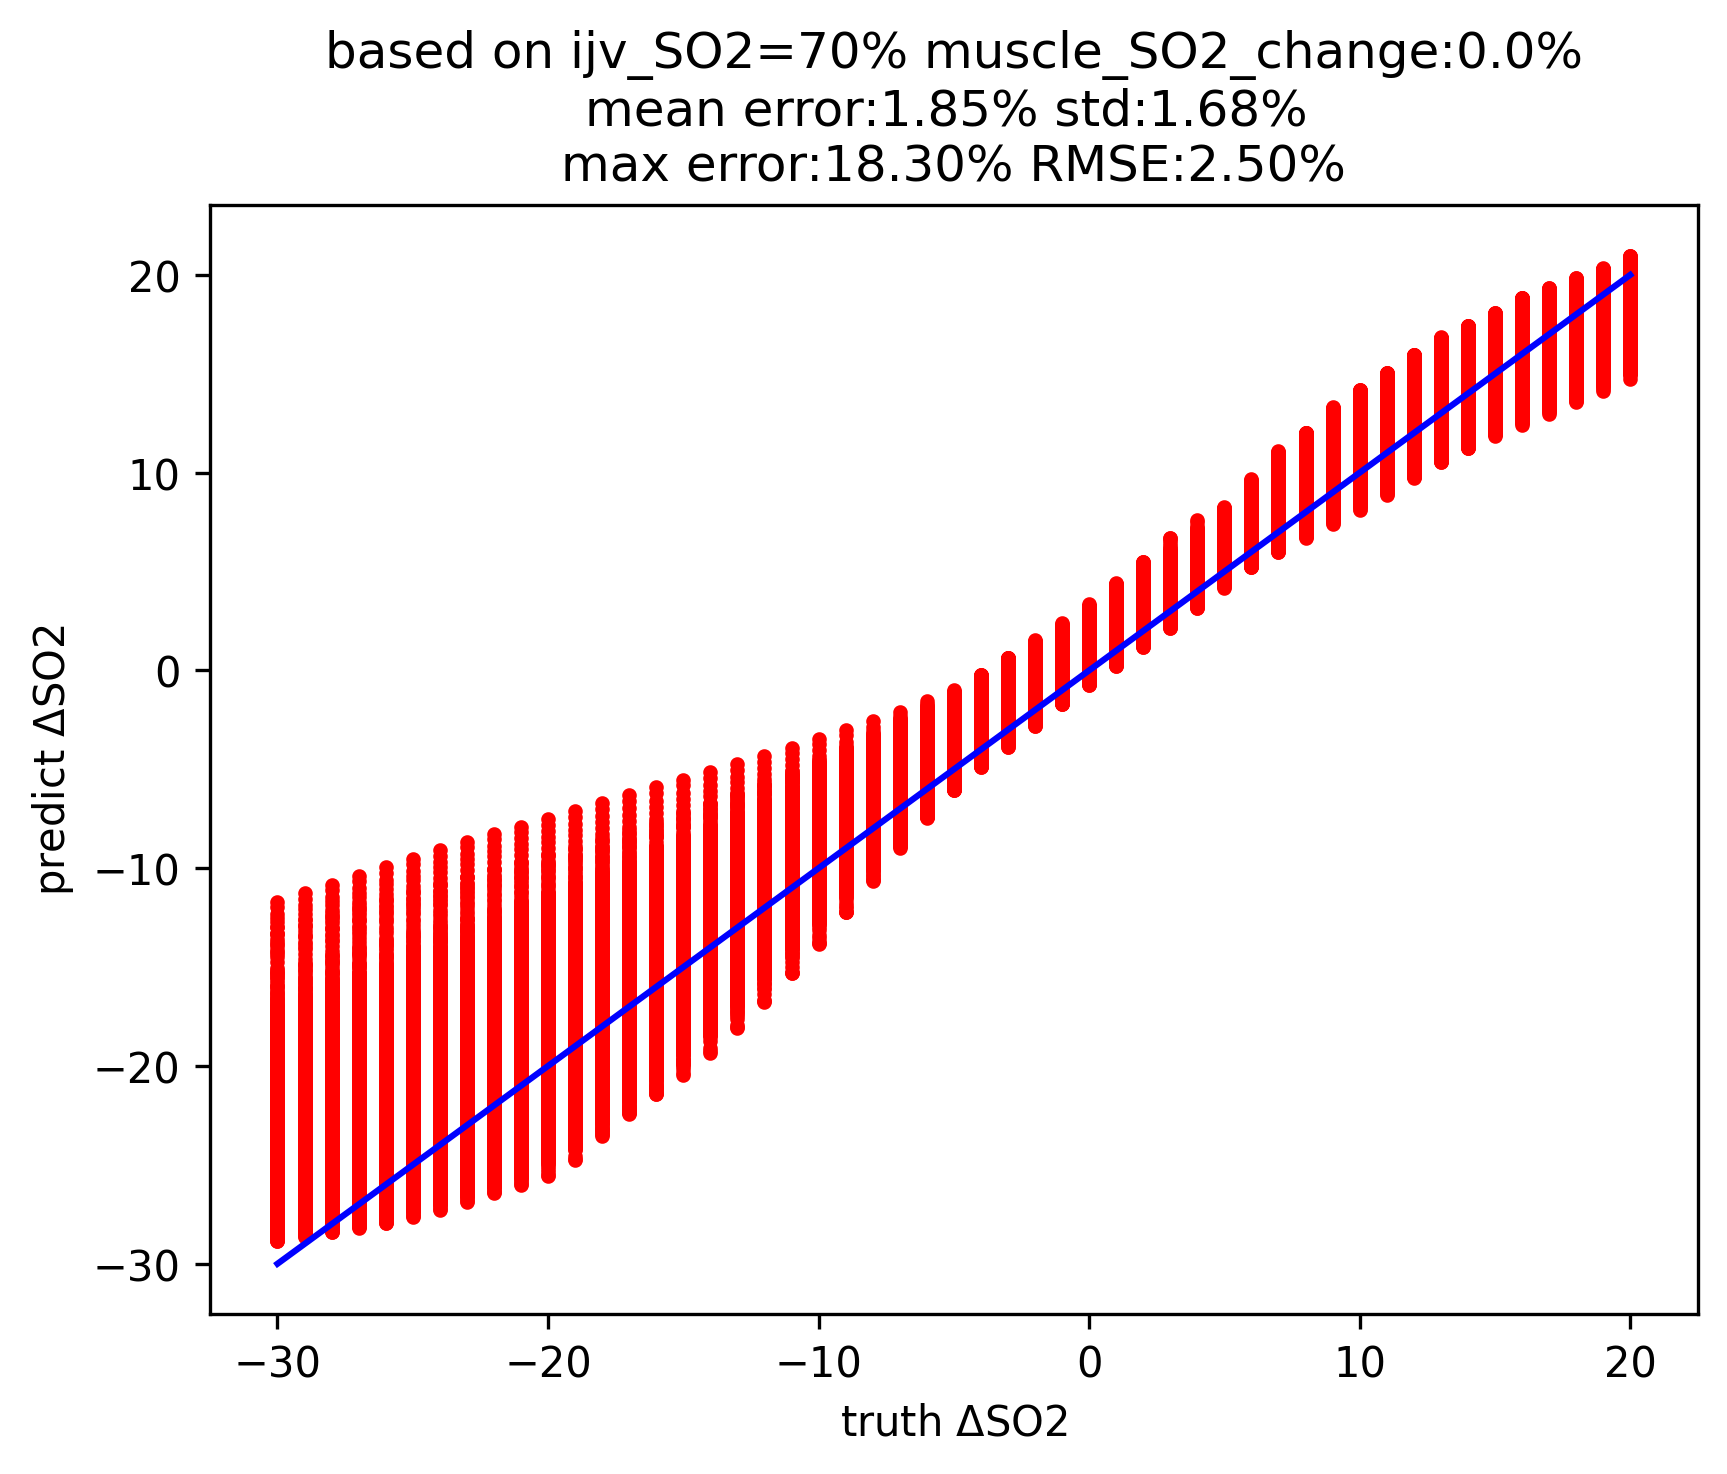 based on ijv_SO2=70% muscle_SO2_change:0.0%
mean error:1.85% std:1.68%
max error:18.30% RMSE:2.50%
20
10
0
−10
−20
−30
predict ΔSO2
−30 −20 −10 0 10 20
truth ΔSO2